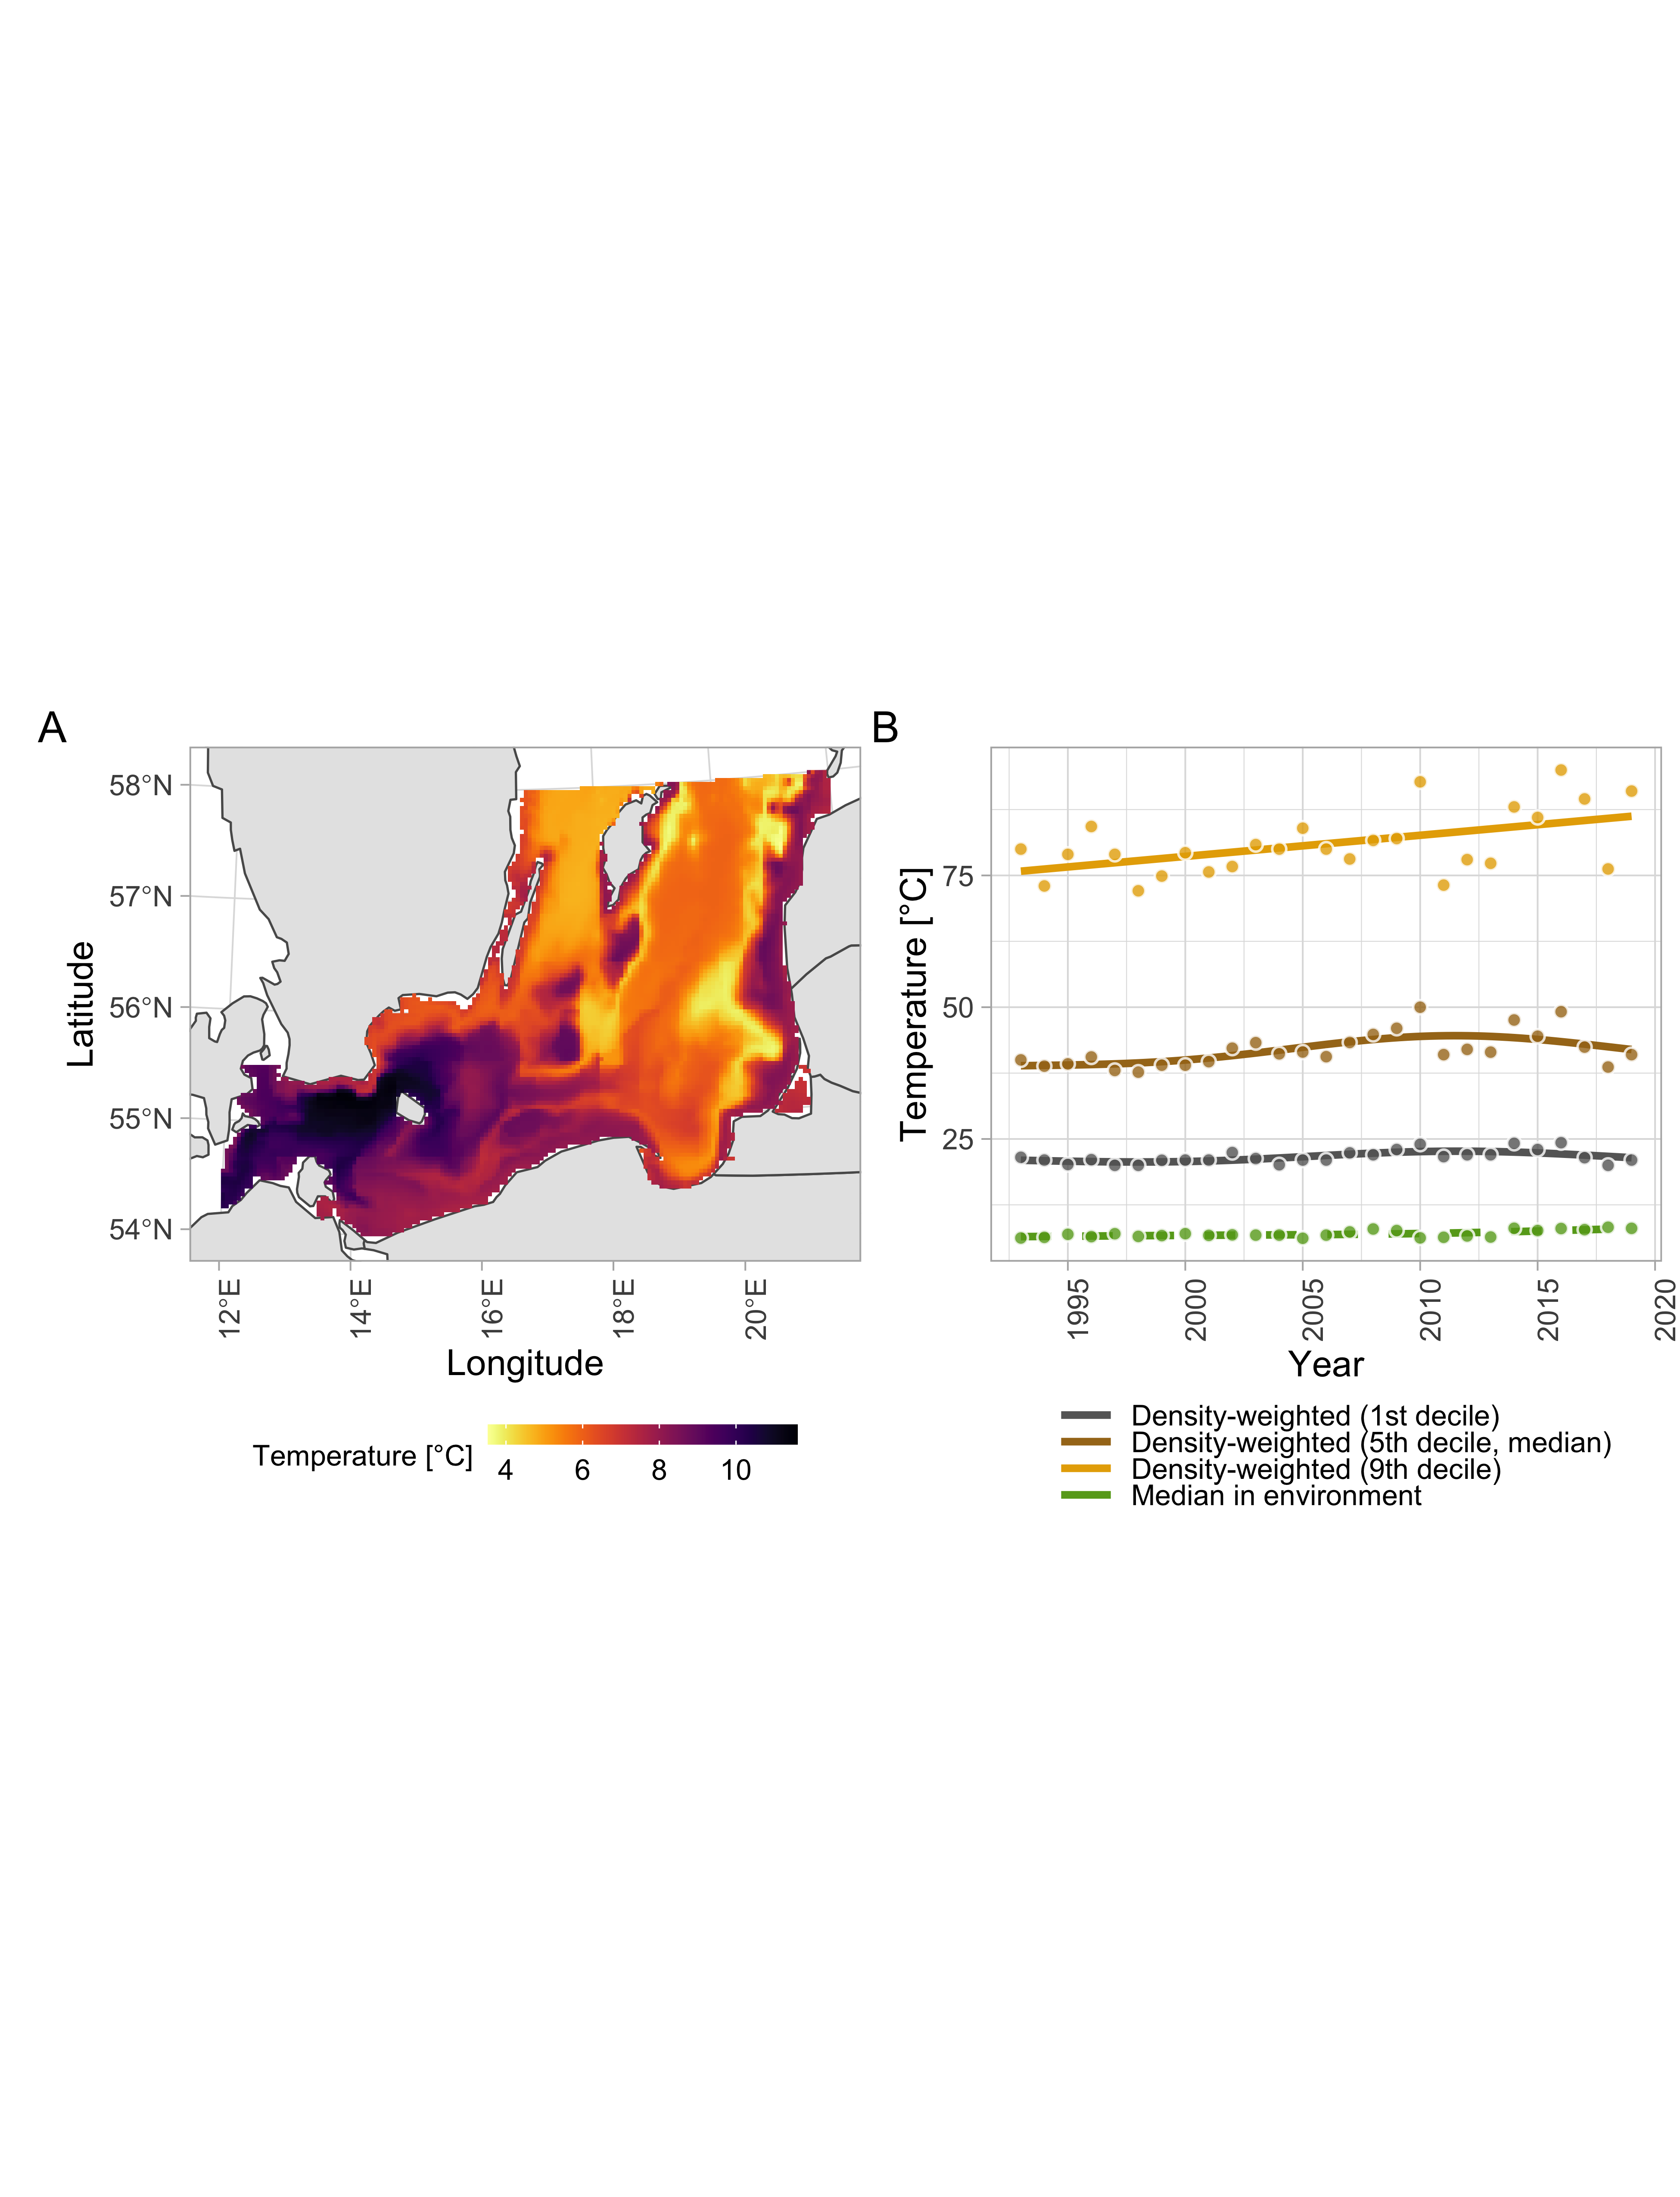 A
B
58°N
57°N
56°N
55°N
54°N
Latitude
12°E
14°E
16°E
18°E
20°E
Longitude
Temperature [°C]
4
6
8
10
75
50
25
Temperature [°C]
1995
2000
2005
2010
2015
2020
Year
Density-weighted (1st decile)
Density-weighted (5th decile, median)
Density-weighted (9th decile)
Median in environment